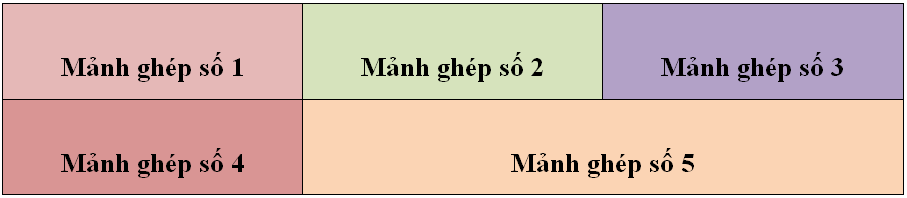 Mảnh ghép số 1
Mảnh ghép số 2
Mảnh ghép số 3
Mảnh ghép số 4
Mảnh ghép số 5